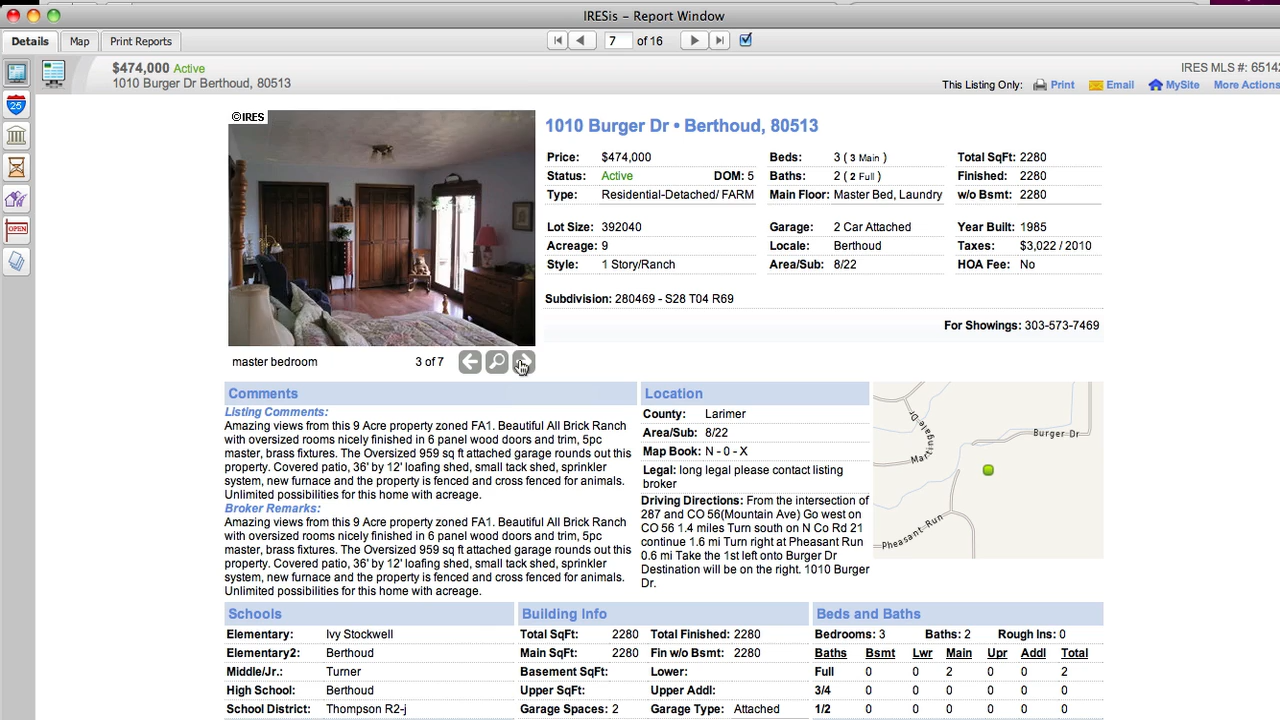 IRESis – Report Window
Details Map Print Reports
7 of 16
$474,000 Active
1010 Burger Dr Berthoud, 80513
IRES MLS #: 65142
This Listing Only: Print Email MySite More Actions
25
OPEN
©IRES
master bedroom 3 of 7
1010 Burger Dr • Berthoud, 80513
Price: $474,000 Beds: 3 ( 3 Main ) Total SqFt: 2280
Status: Active DOM: 5 Baths: 2 ( 2 Full ) Finished: 2280
Type: Residential-Detached/ FARM Main Floor: Master Bed, Laundry w/o Bsmt: 2280
Lot Size: 392040 Garage: 2 Car Attached Year Built: 1985
Acreage: 9 Locale: Berthoud Taxes: $3,022 / 2010
Style: 1 Story/Ranch Area/Sub: 8/22 HOA Fee: No
Subdivision: 280469 - S28 T04 R69
For Showings: 303-573-7469
Comments
Listing Comments:
Amazing views from this 9 Acre property zoned FA1. Beautiful All Brick Ranch
with oversized rooms nicely finished in 6 panel wood doors and trim, 5pc
master, brass fixtures. The Oversized 959 sq ft attached garage rounds out this
property. Covered patio, 36' by 12' loafing shed, small tack shed, sprinkler
system, new furnace and the property is fenced and cross fenced for animals.
Unlimited possibilities for this home with acreage.
Broker Remarks:
Amazing views from this 9 Acre property zoned FA1. Beautiful All Brick Ranch
with oversized rooms nicely finished in 6 panel wood doors and trim, 5pc
master, brass fixtures. The Oversized 959 sq ft attached garage rounds out this
property. Covered patio, 36' by 12' loafing shed, small tack shed, sprinkler
system, new furnace and the property is fenced and cross fenced for animals.
Unlimited possibilities for this home with acreage.
Location
County: Larimer
Area/Sub: 8/22
Map Book: N - 0 - X
Legal: long legal please contact listing
broker
Driving Directions: From the intersection of
287 and CO 56(Mountain Ave) Go west on
CO 56 1.4 miles Turn south on N Co Rd 21
continue 1.6 mi Turn right at Pheasant Run
0.6 mi Take the 1st left onto Burger Dr
Destination will be on the right. 1010 Burger
Dr.
Burger Dr
Pheasant Run
Schools
Elementary: Ivy Stockwell
Elementary2: Berthoud
Middle/Jr.: Turner
High School: Berthoud
School District: Thompson R2-j
Building Info
Total SqFt: 2280 Total Finished: 2280
Main SqFt: 2280 Fin w/o Bsmt: 2280
Basement SqFt: Lower:
Upper SqFt: Upper Addl:
Garage Spaces: 2 Garage Type: Attached
Beds and Baths
Bedrooms: 3 Baths: 2 Rough Ins: 0
Baths Bsmt Lwr Main Upr Addl Total
Full 0 0 2 0 0 2
3/4 0 0 0 0 0 0
1/2 0 0 0 0 0 0